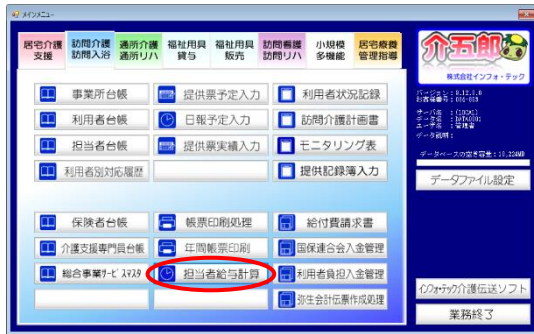 メインメニュー
居宅介護
支援
訪問介護
訪問入浴
通所介護
通所リハ
福祉用具
貸与
福祉用具
販売
訪問看護
訪問リハ
小規模
多機能
居宅療養
管理指導
介五郎
株式会社インフォ・テック
事業所台帳
提供票予定入力
利用者状況記録
利用者台帳
日報予定入力
訪問介護計画書
担当者台帳
提供票実績入力
モニタリング表
利用者別対応履歴
提供記録簿入力
データベースの空き容量：10,234MB
データファイル設定
保険者台帳
帳票印刷処理
給付費請求書
介護支援専門員台帳
年間帳票印刷
国保連合会入金管理
総合事業サービスマスタ
担当者給与計算
利用者負担入金管理
弥生会計伝票作成処理
インフォ・テック介護伝送ソフト
業務終了